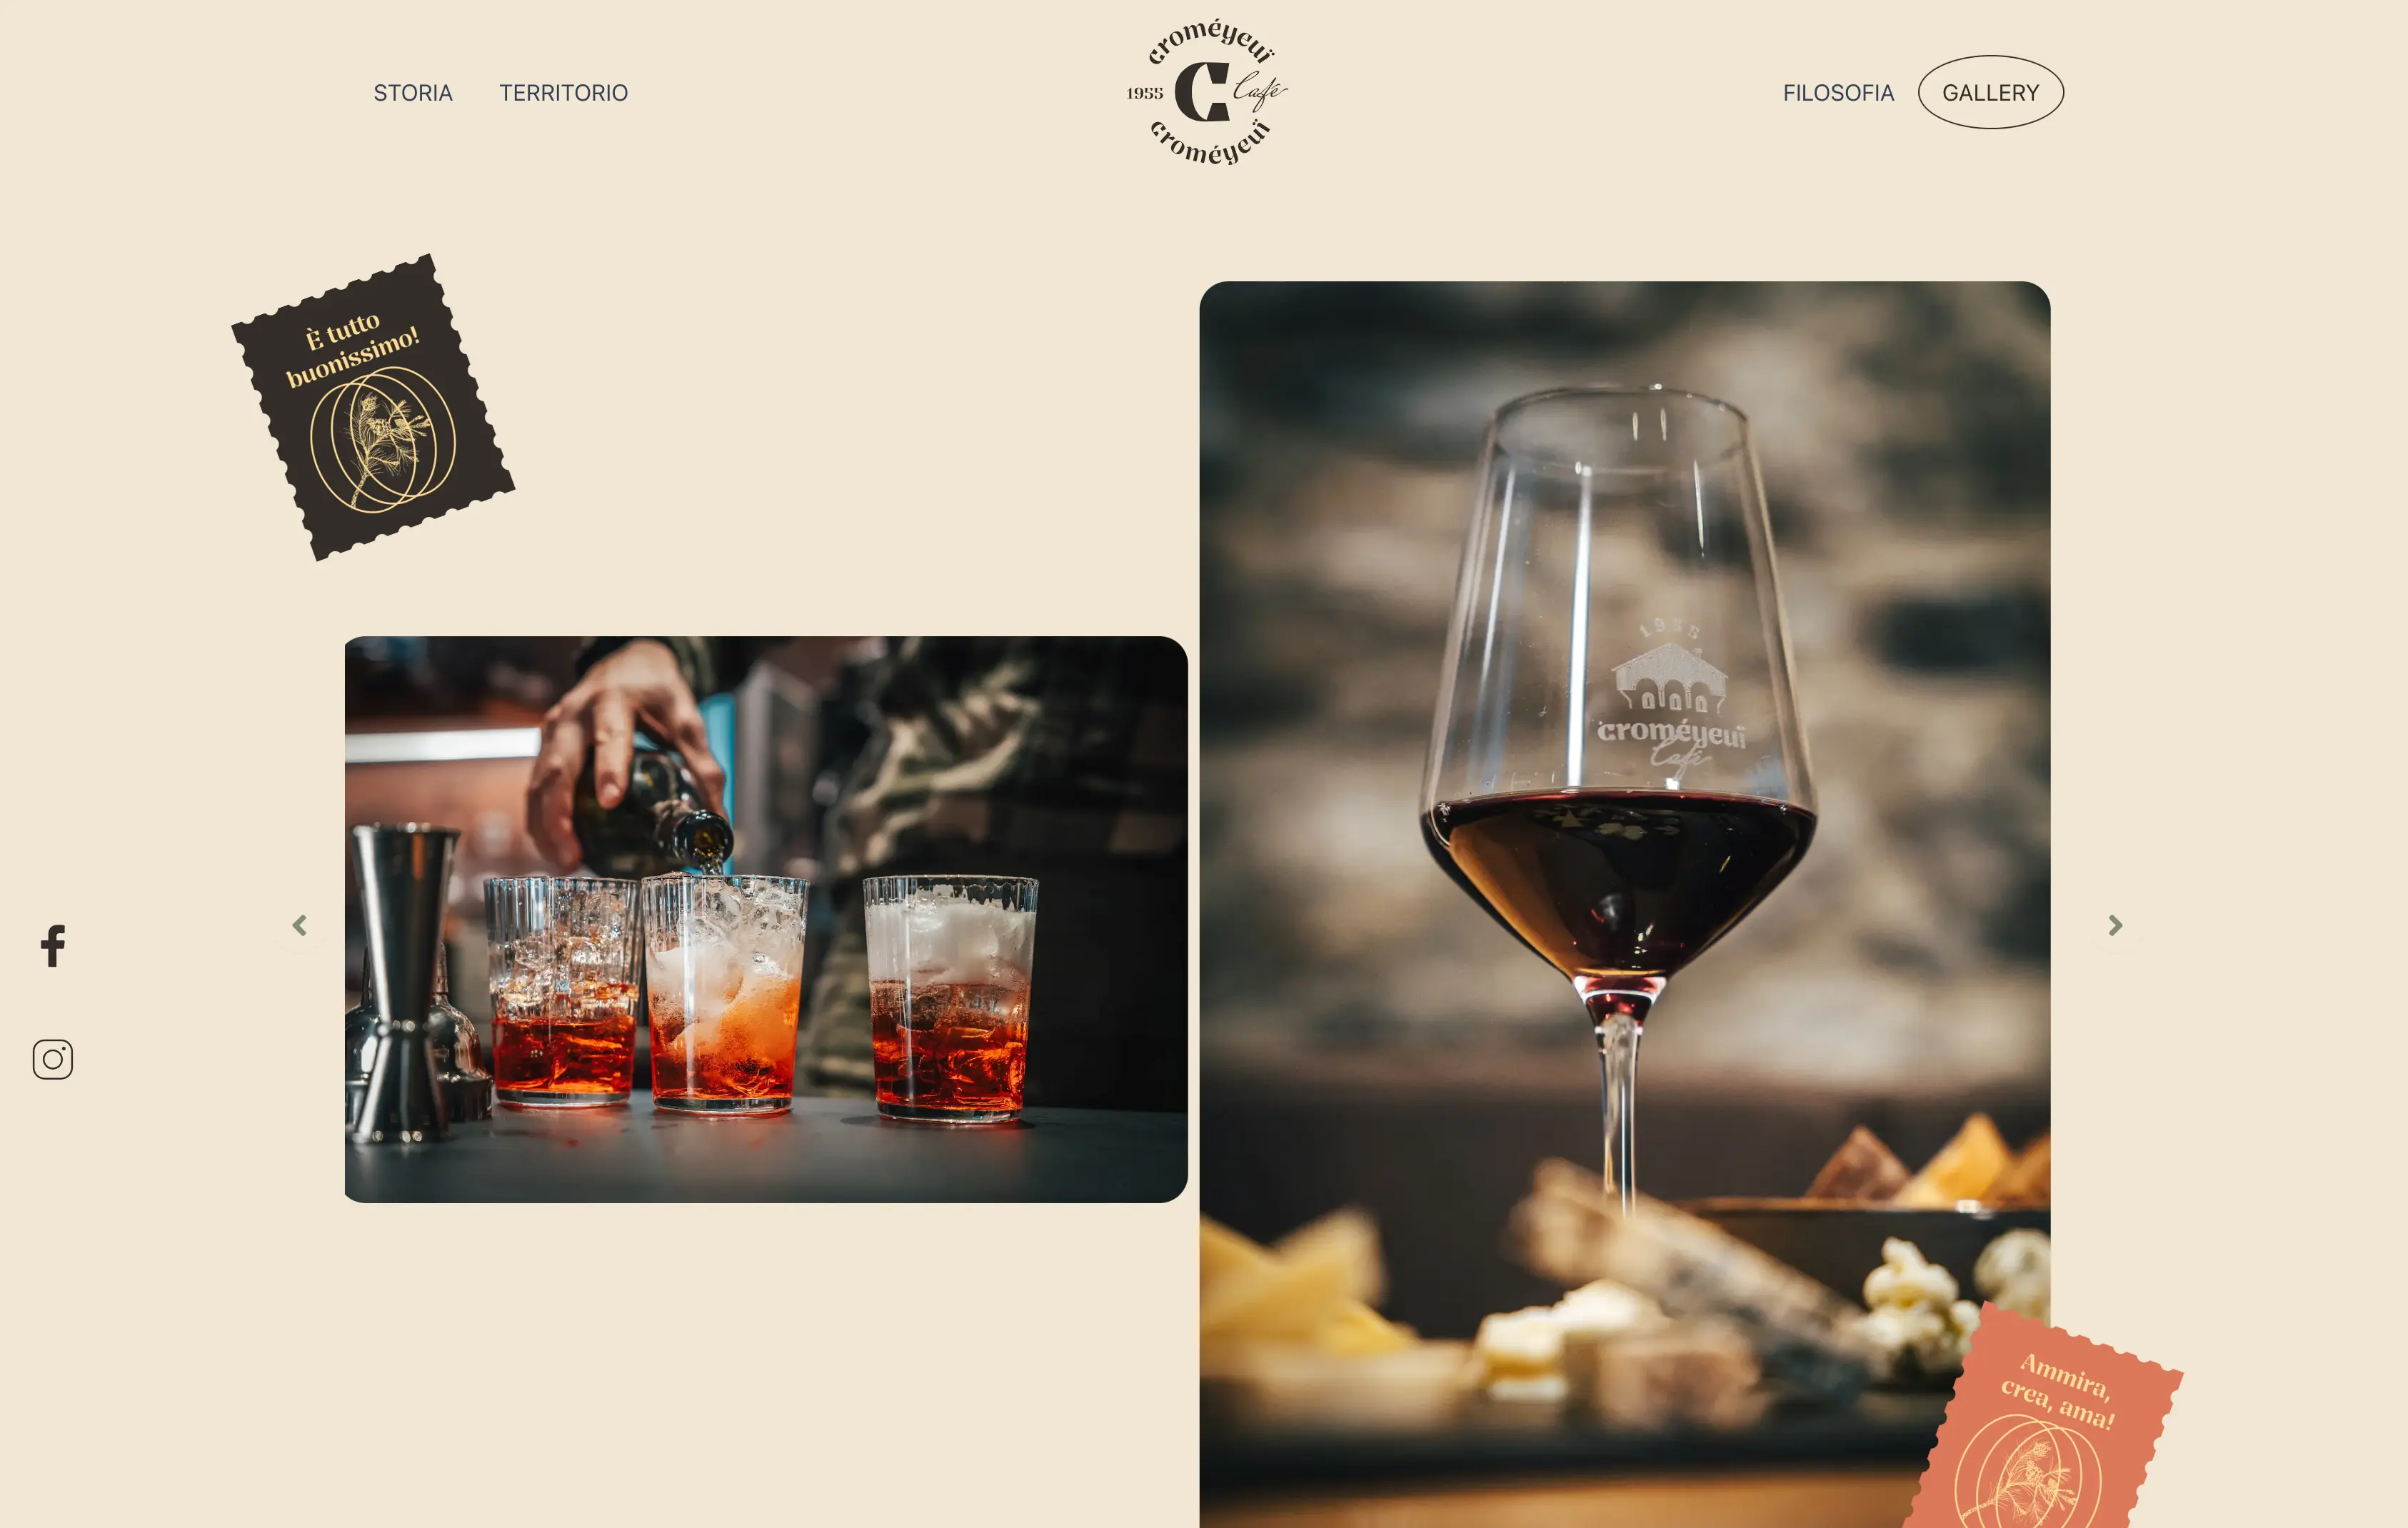 STORIA
TERRITORIO
croméyeuï
1955
C
Café
croméyeuï
FILOSOFIA
GALLERY
È tutto
buonissimo!
1955
croméyeuï
Café
Ammira,
crea, ama!